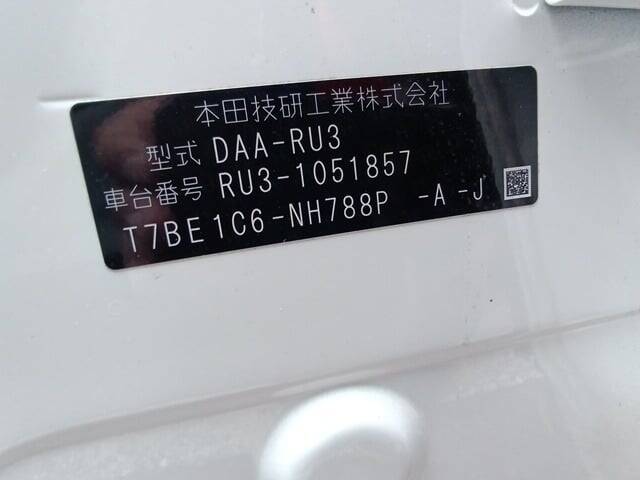 本田技研工業株式会社
型式 DAA-RU3
車台番号 RU3-1051857
T7BE1C6-NH788P -A -J